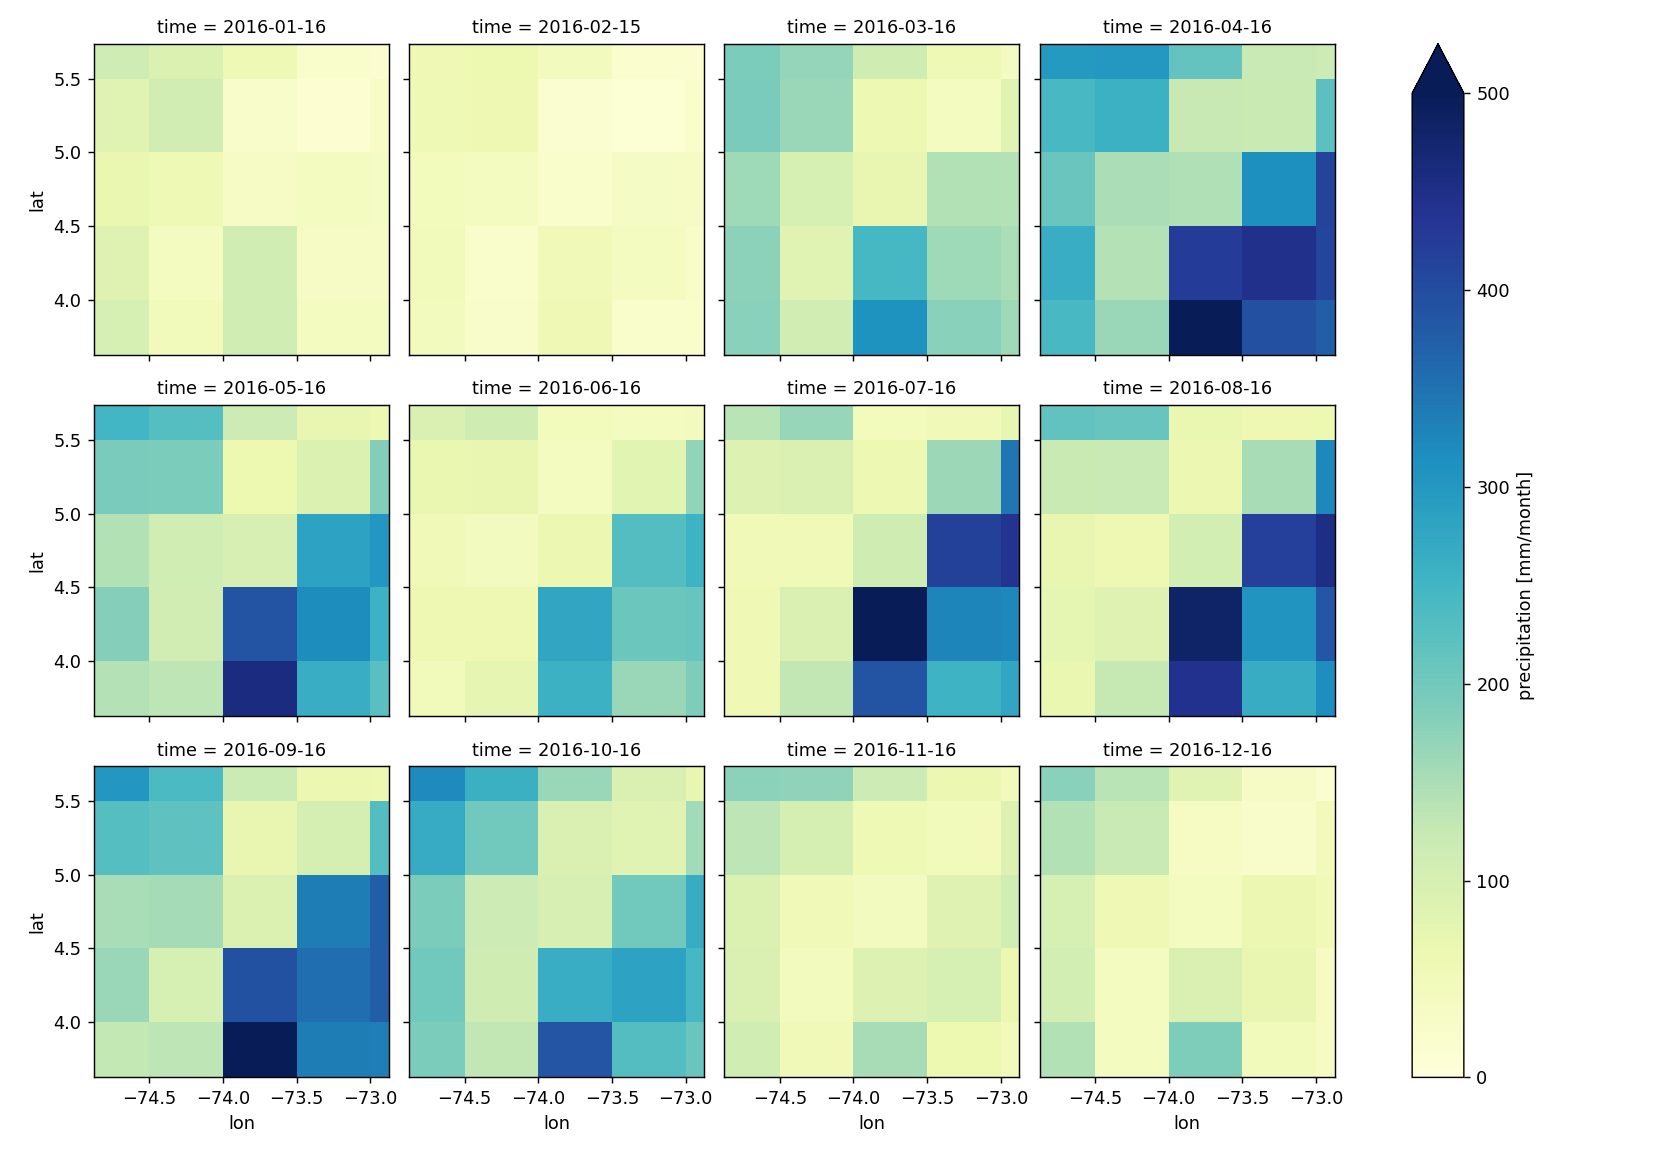 time = 2016-01-16
time = 2016-02-15
time = 2016-03-16
time = 2016-04-16
5.5
5.0
4.5
4.0
lat
time = 2016-05-16
time = 2016-06-16
time = 2016-07-16
time = 2016-08-16
5.5
5.0
4.5
4.0
lat
time = 2016-09-16
time = 2016-10-16
time = 2016-11-16
time = 2016-12-16
5.5
5.0
4.5
4.0
lat
−74.5 −74.0 −73.5 −73.0
lon
−74.5 −74.0 −73.5 −73.0
lon
−74.5 −74.0 −73.5 −73.0
lon
−74.5 −74.0 −73.5 −73.0
lon
500
400
300
200
100
0
precipitation [mm/month]